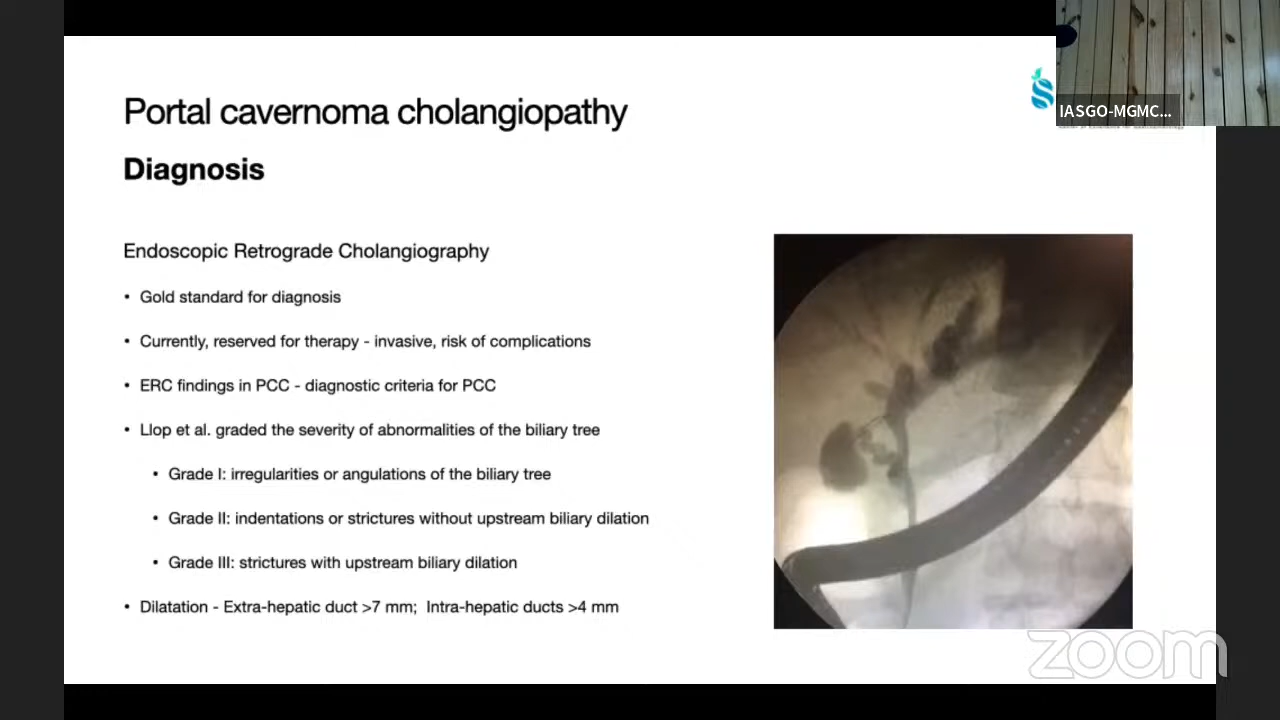 Portal cavernoma cholangiopathy
IASGO-MGMC...
Diagnosis
Endoscopic Retrograde Cholangiography
• Gold standard for diagnosis
• Currently, reserved for therapy - invasive, risk of complications
• ERC findings in PCC - diagnostic criteria for PCC
• Llop et al. graded the severity of abnormalities of the biliary tree
• Grade I: irregularities or angulations of the biliary tree
• Grade II: indentations or strictures without upstream biliary dilation
• Grade III: strictures with upstream biliary dilation
• Dilatation - Extra-hepatic duct >7 mm; Intra-hepatic ducts >4 mm
zoom